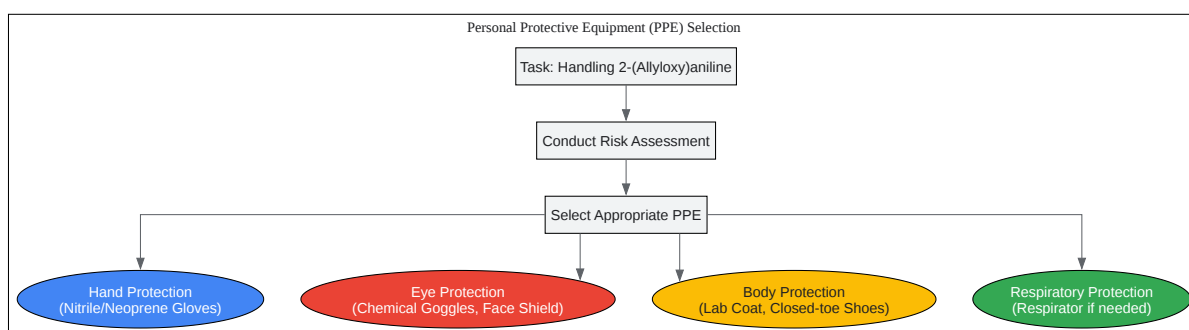 Personal Protective Equipment (PPE) Selection
Task: Handling 2-(Allyloxy)aniline
Conduct Risk Assessment
Select Appropriate PPE
Hand Protection
(Nitrile/Neoprene Gloves)
Eye Protection
(Chemical Goggles, Face Shield)
Body Protection
(Lab Coat, Closed-toe Shoes)
Respiratory Protection
(Respirator if needed)